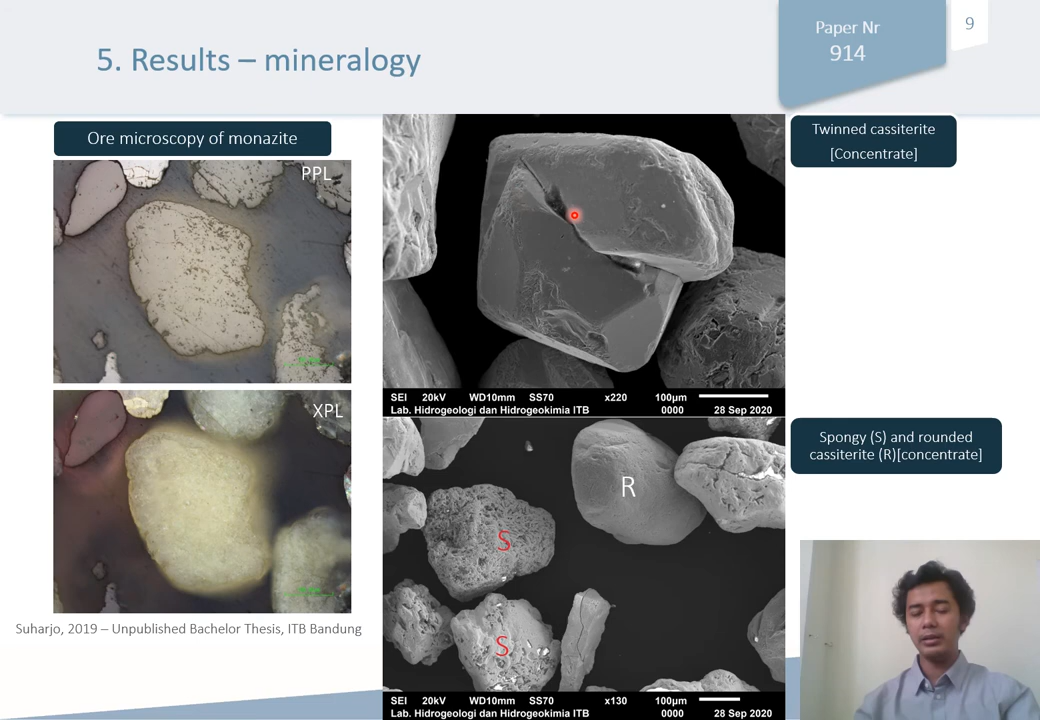 5. Results – mineralogy
Paper Nr
914
9
Ore microscopy of monazite
PPL
XPL
Suharjo, 2019 – Unpublished Bachelor Thesis, ITB Bandung
SEI 20kV WD10mm SS70 x220 100µm
Lab. Hidrogeologi dan Hidrogeokimia ITB 0000 28 Sep 2020
Twinned cassiterite
[Concentrate]
R
S
S
SEI 20kV WD10mm SS70 x130 100µm
Lab. Hidrogeologi dan Hidrogeokimia ITB 0000 28 Sep 2020
Spongy (S) and rounded
cassiterite (R)[concentrate]